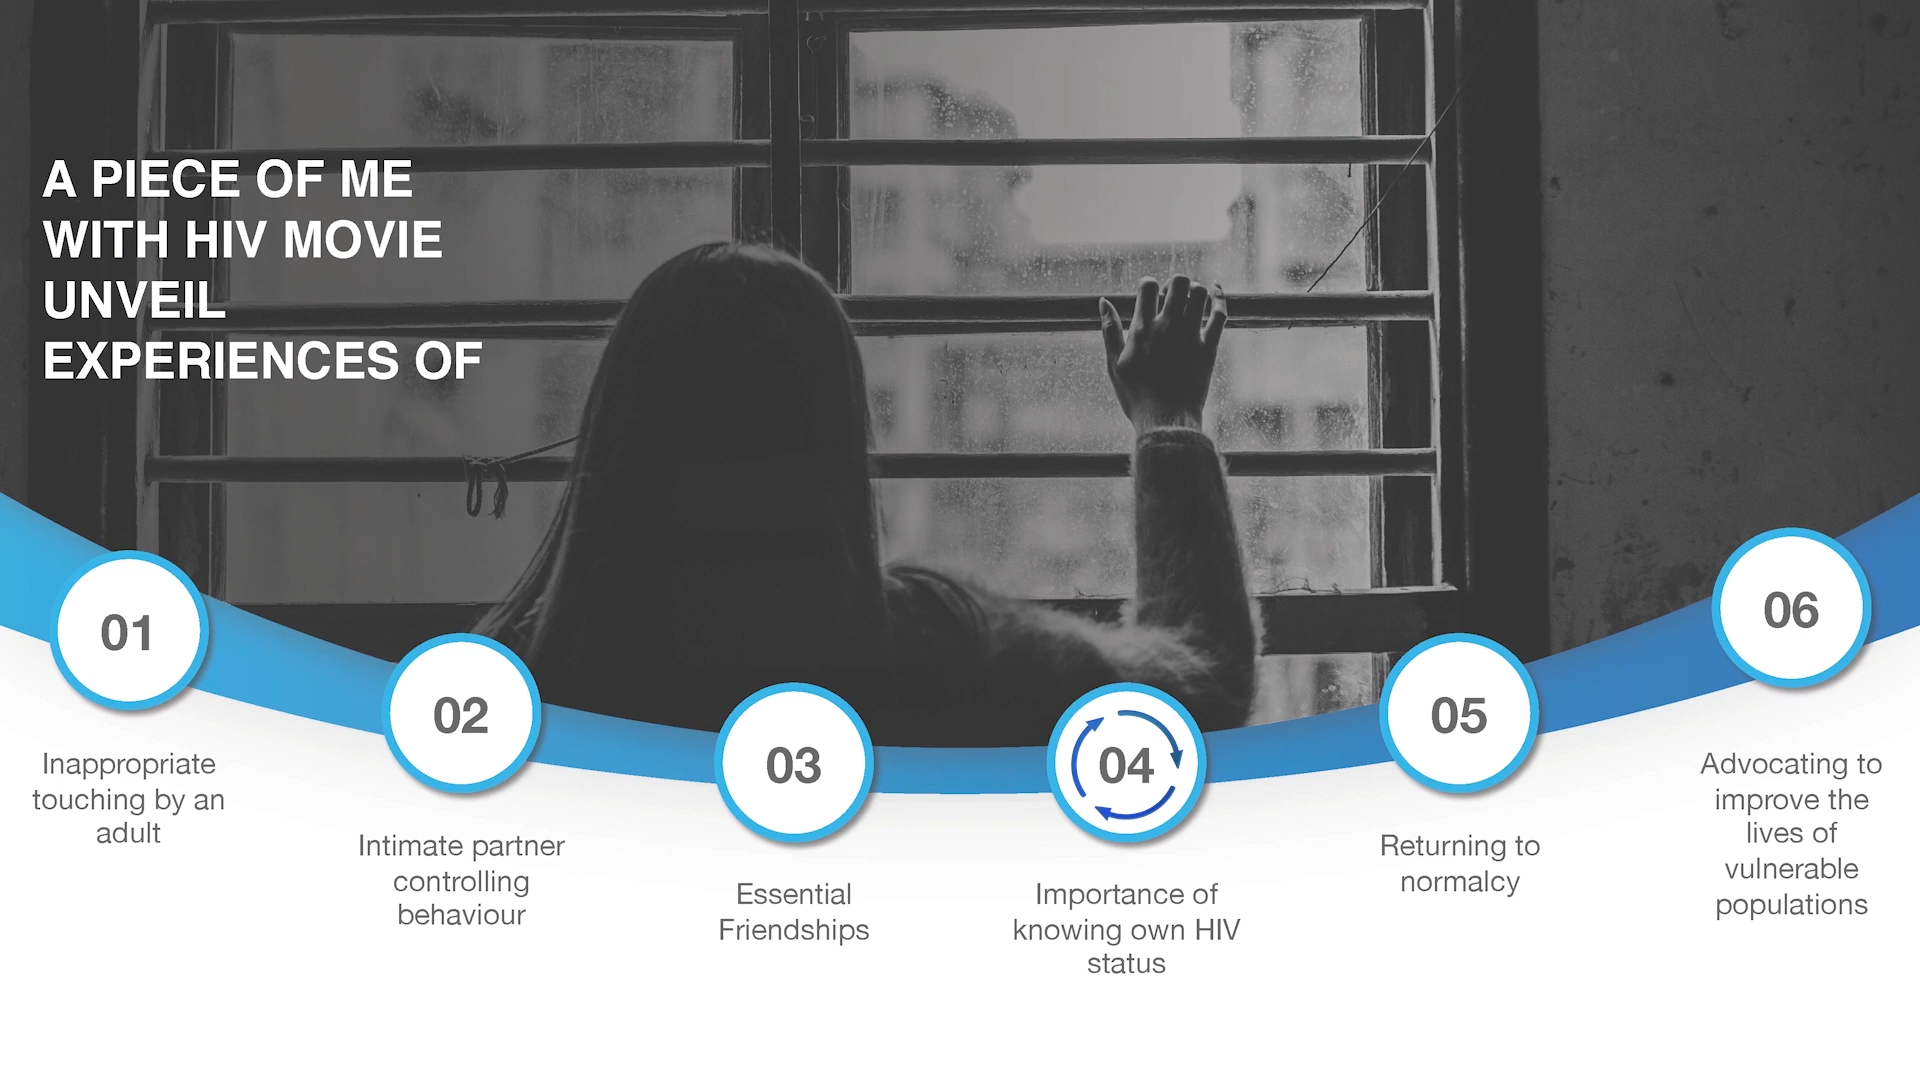 A PIECE OF ME
WITH HIV MOVIE
UNVEIL
EXPERIENCES OF
01
Inappropriate
touching by an
adult
02
Intimate partner
controlling
behaviour
03
Essential
Friendships
04
Importance of
knowing own HIV
status
05
Returning to
normalcy
06
Advocating to
improve the
lives of
vulnerable
populations